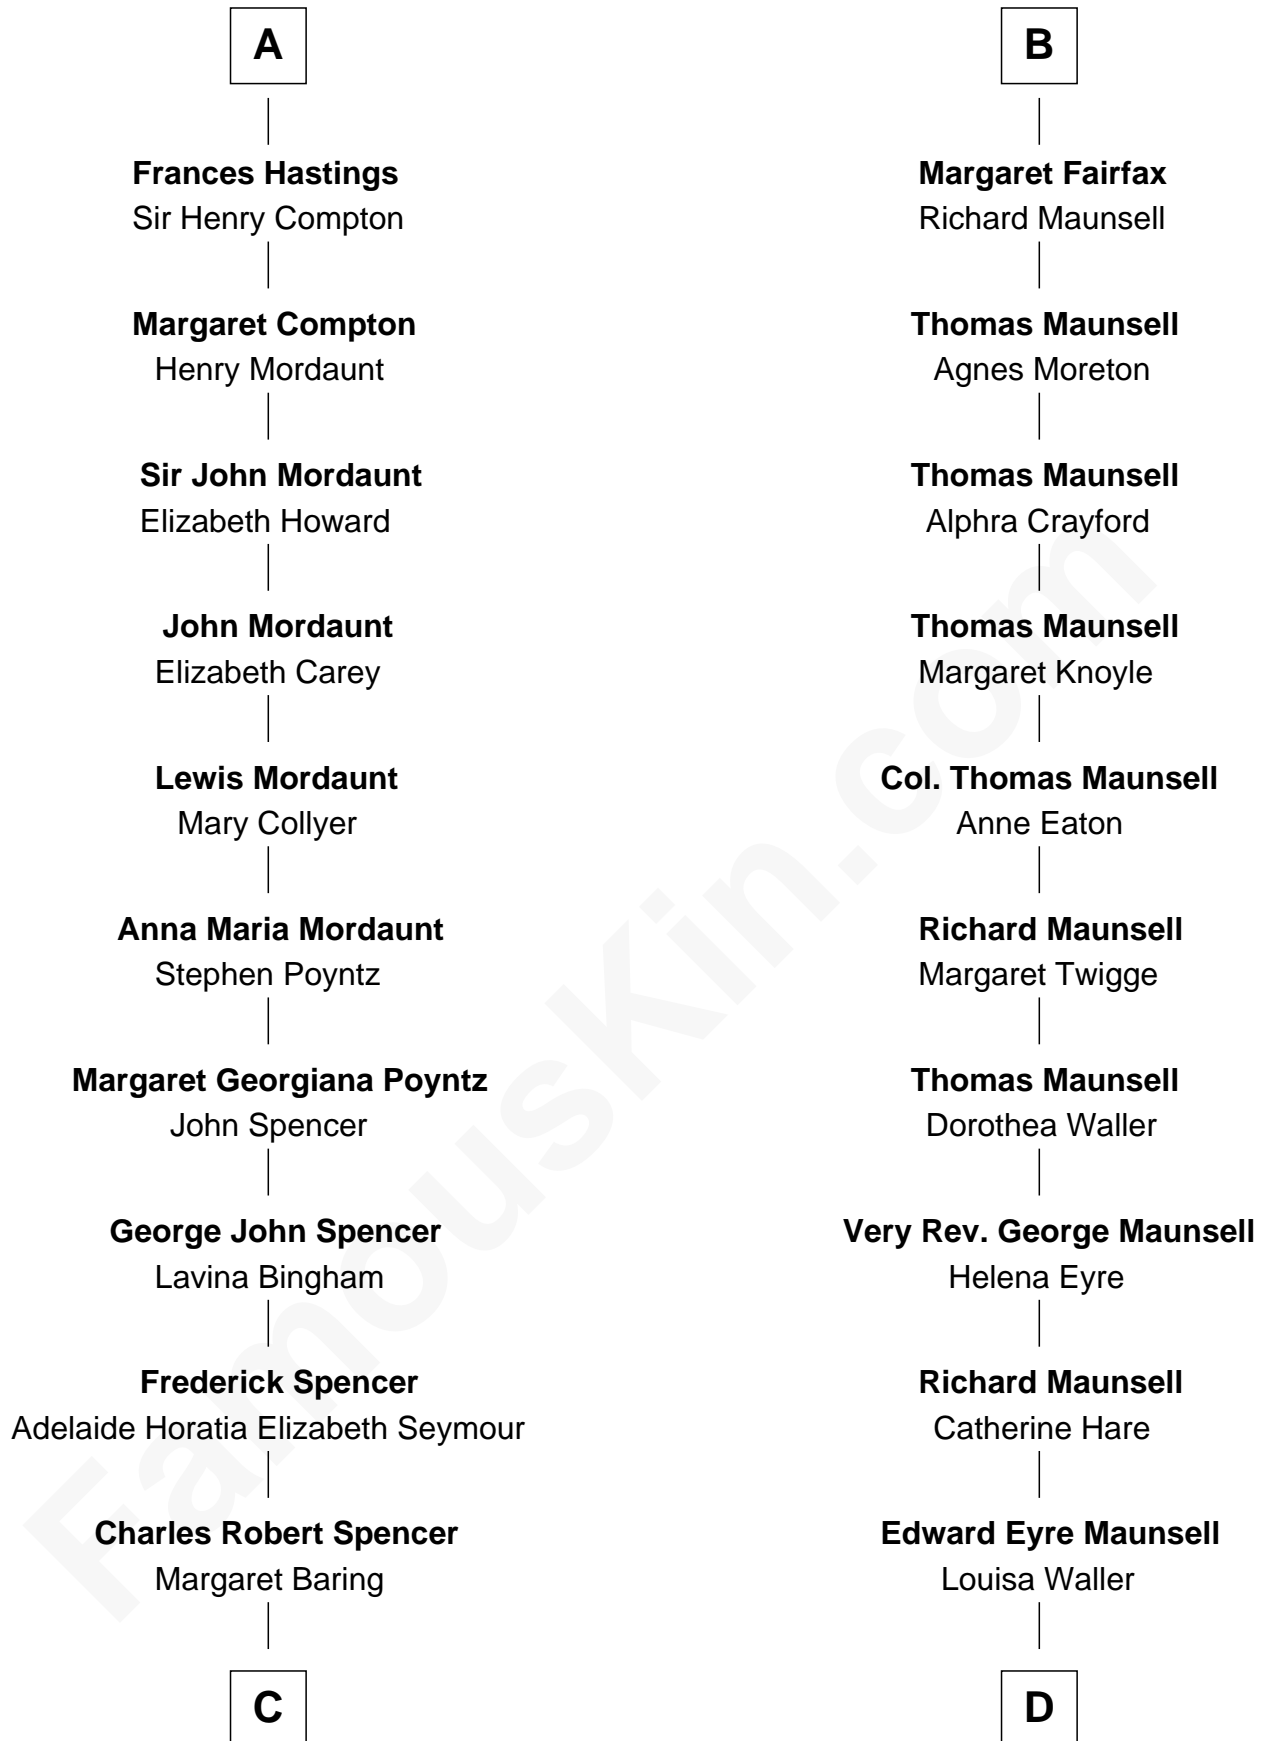 A
Frances Hastings
Sir Henry Compton
Margaret Compton
Henry Mordaunt
Sir John Mordaunt
Elizabeth Howard
John Mordaunt
Elizabeth Carey
Lewis Mordaunt
Mary Collyer
Anna Maria Mordaunt
Stephen Poyntz
Margaret Georgiana Poyntz
John Spencer
George John Spencer
Lavina Bingham
Frederick Spencer
Adelaide Horatia Elizabeth Seymour
Charles Robert Spencer
Margaret Baring
C
B
Margaret Fairfax
Richard Maunsell
Thomas Maunsell
Agnes Moreton
Thomas Maunsell
Alphra Crayford
Thomas Maunsell
Margaret Knoyle
Col. Thomas Maunsell
Anne Eaton
Richard Maunsell
Margaret Twigge
Thomas Maunsell
Dorothea Waller
Very Rev. George Maunsell
Helena Eyre
Richard Maunsell
Catherine Hare
Edward Eyre Maunsell
Louisa Waller
D
FamousKin.com